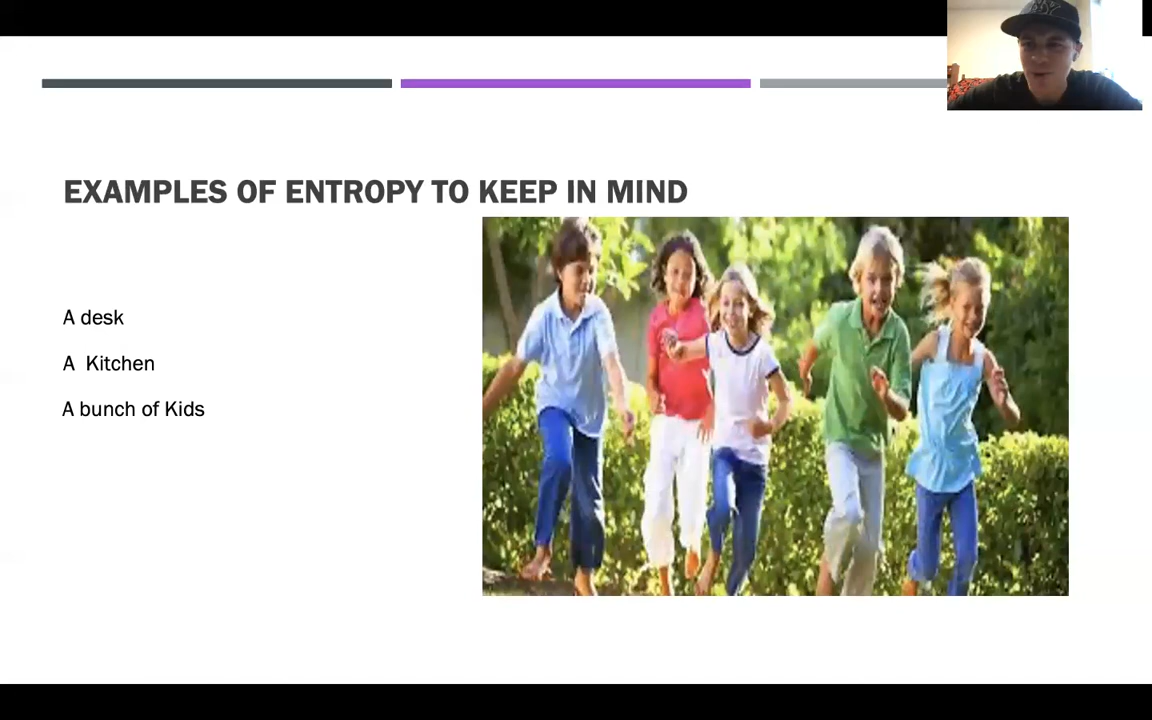 EXAMPLES OF ENTROPY TO KEEP IN MIND
A desk
A Kitchen
A bunch of Kids